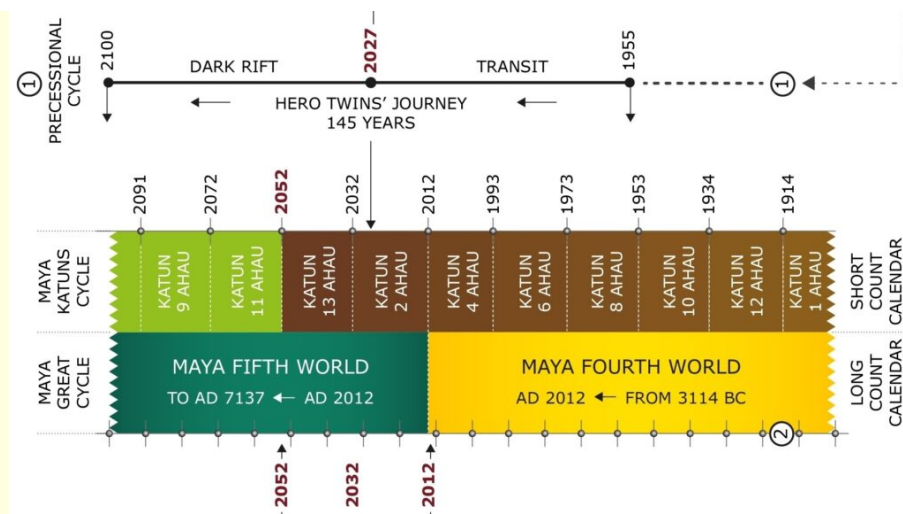 2100
2027
1955
DARK RIFT
TRANSIT
1
PRECESSIONAL
CYCLE
1
HERO TWINS' JOURNEY
145 YEARS
2091
2072
2052
2032
2012
1993
1973
1953
1934
1914
MAYA
KATUNS
CYCLE
KATUN
9 AHAU
KATUN
11 AHAU
KATUN
13 AHAU
KATUN
2 AHAU
KATUN
4 AHAU
KATUN
6 AHAU
KATUN
8 AHAU
KATUN
10 AHAU
KATUN
12 AHAU
KATUN
1 AHAU
SHORT
COUNT
CALENDAR
MAYA
GREAT
CYCLE
MAYA FIFTH WORLD
TO AD 7137 ← AD 2012
MAYA FOURTH WORLD
AD 2012 ← FROM 3114 BC
LONG
COUNT
CALENDAR
2
2052
2032
2012